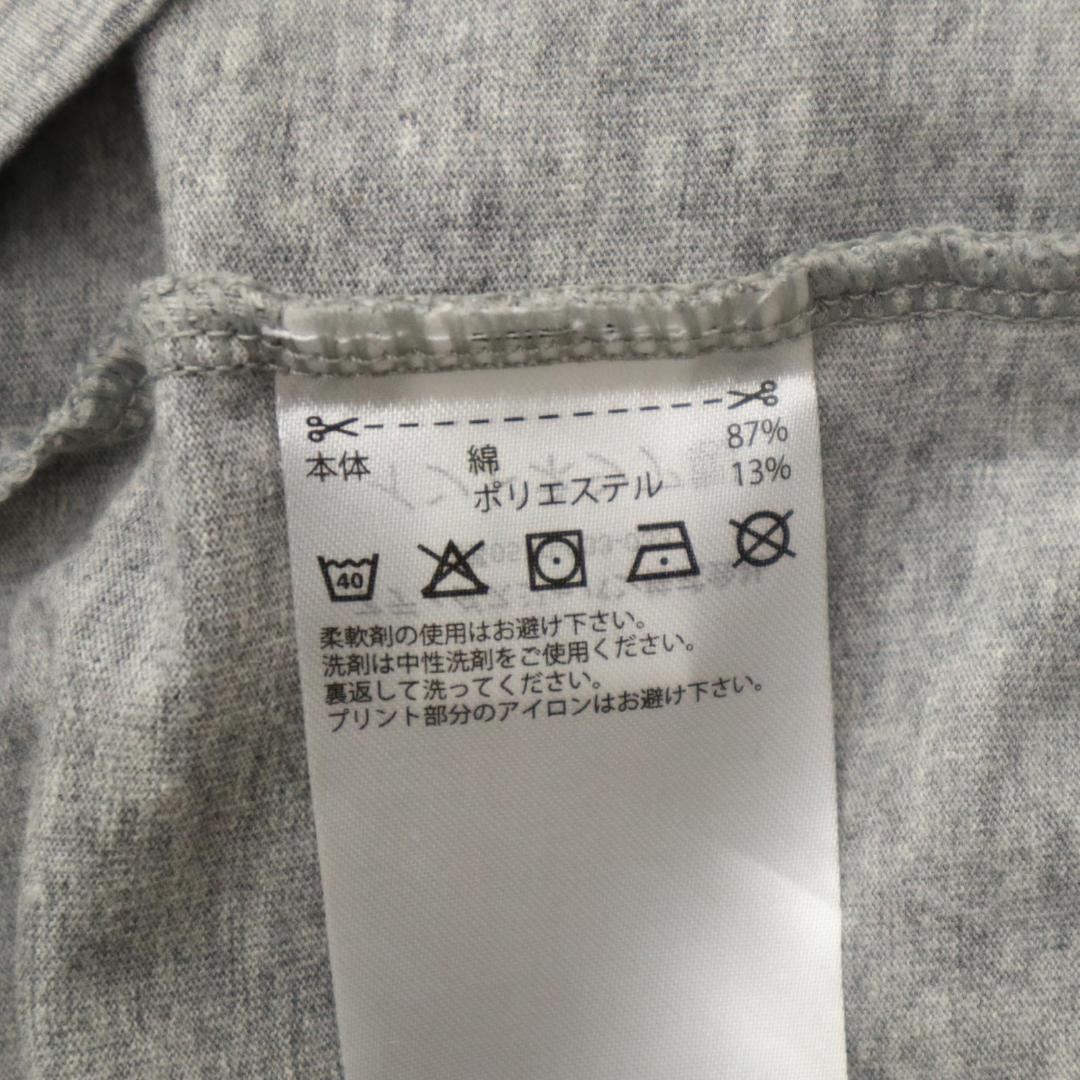 本体 綿 87%
ポリエステル 13%
40
柔軟剤の使用はお避け下さい。
洗剤は中性洗剤をご使用ください。
裏返して洗ってください。
プリント部分のアイロンはお避け下さい。